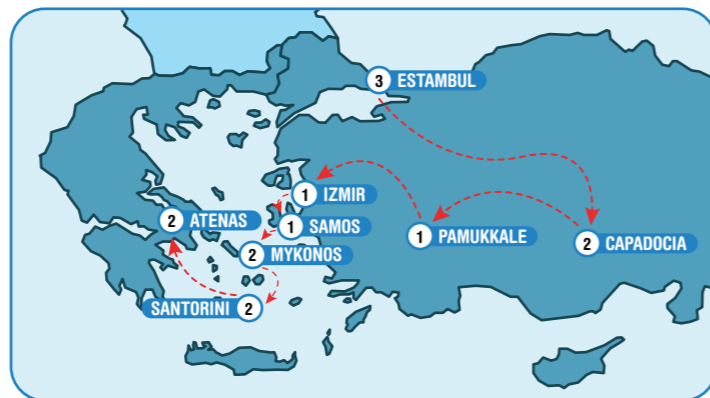 3 ESTAMBUL
1 IZMIR
2 ATENAS
1 SAMOS
1 PAMUKKALE
2 CAPADOCIA
2 MYKONOS
SANTORINI 2